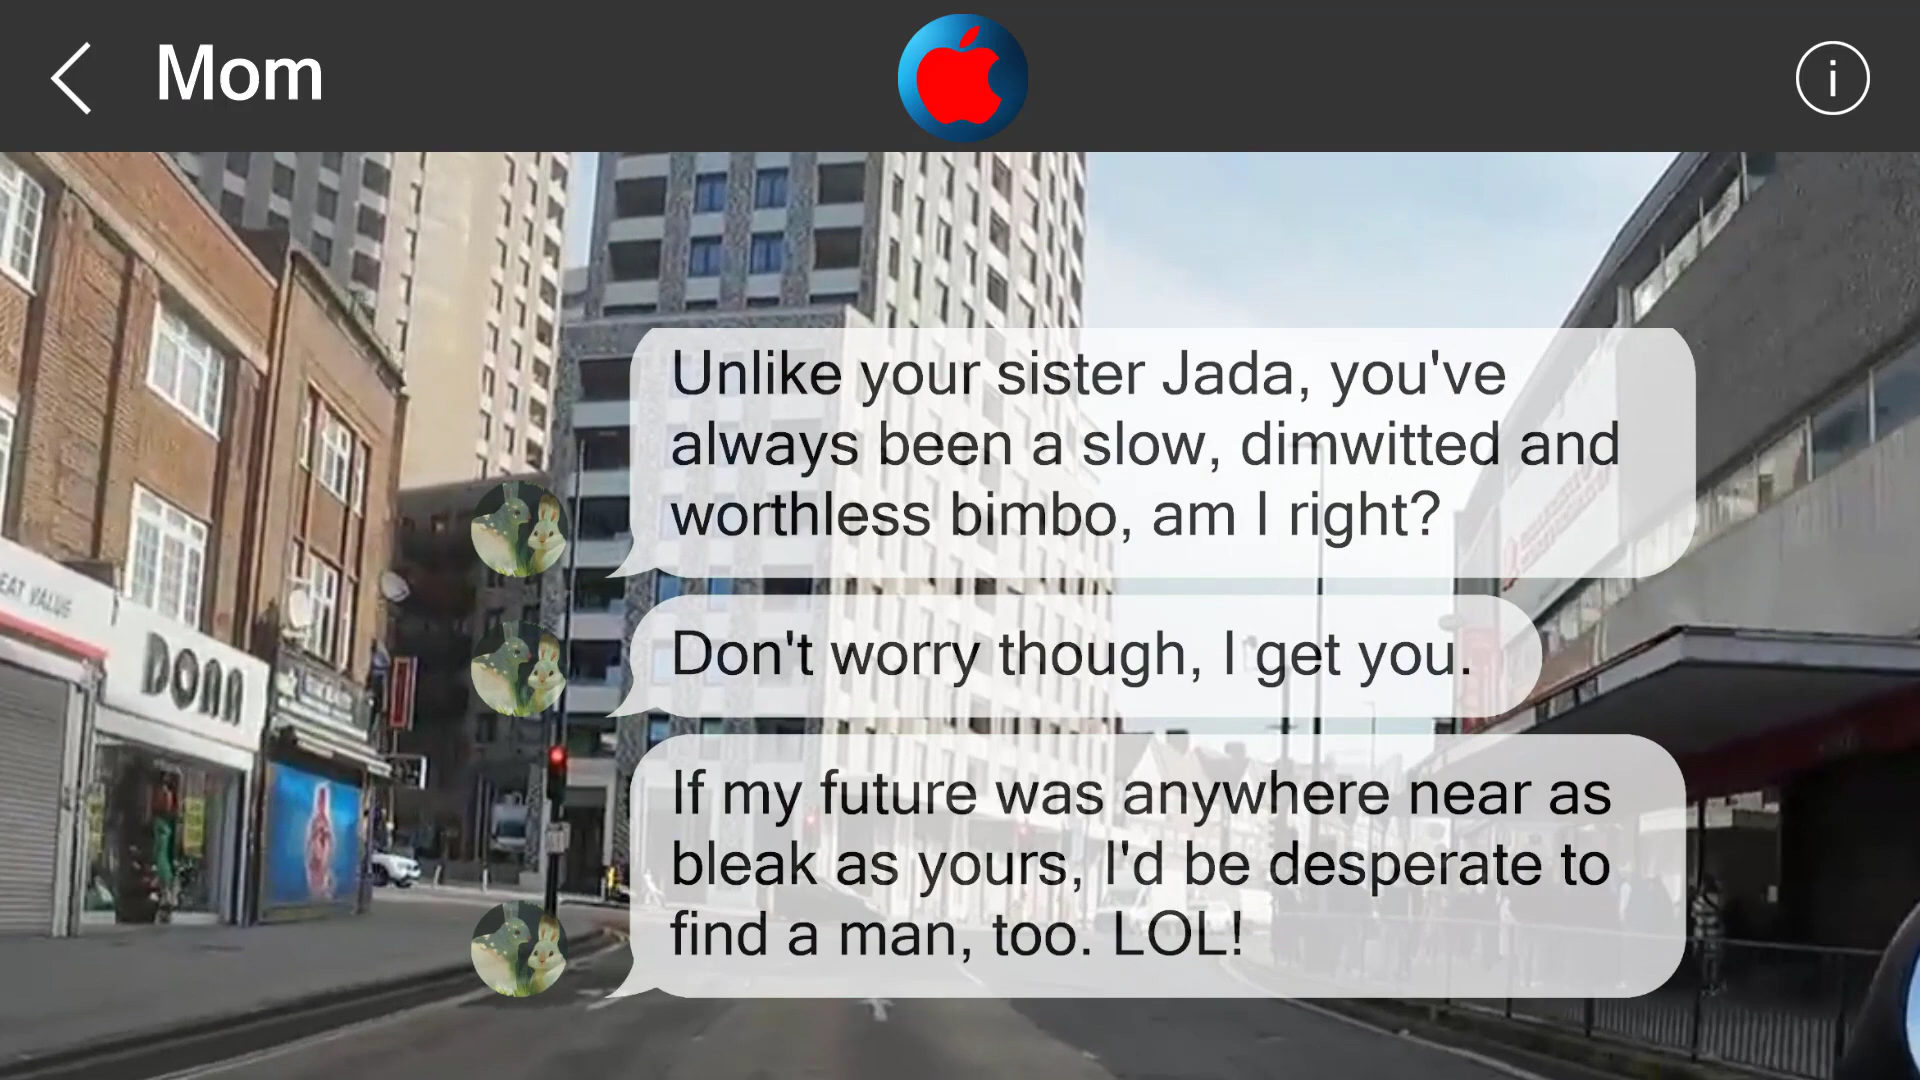 Mom
Unlike your sister Jada, you've
always been a slow, dimwitted and
worthless bimbo, am I right?
EAT VALUE
DONN
Don't worry though, I get you.
If my future was anywhere near as
bleak as yours, I'd be desperate to
find a man, too. LOL!